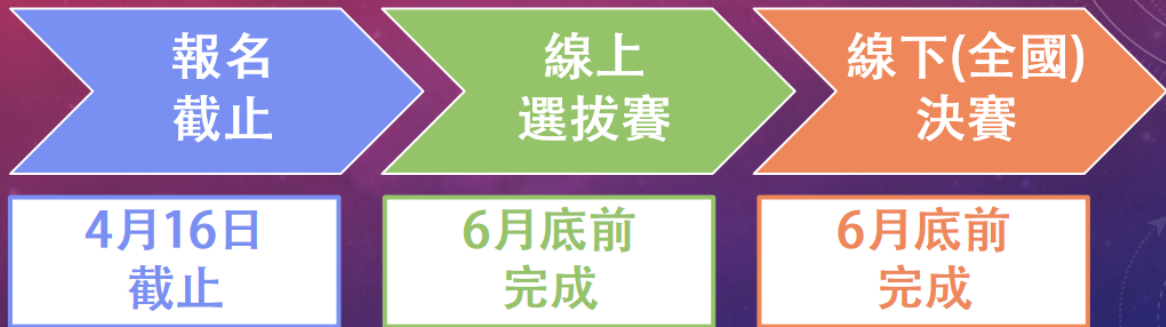 報名
截止
線上
選拔賽
線下(全國)
決賽
4月16日
截止
6月底前
完成
6月底前
完成